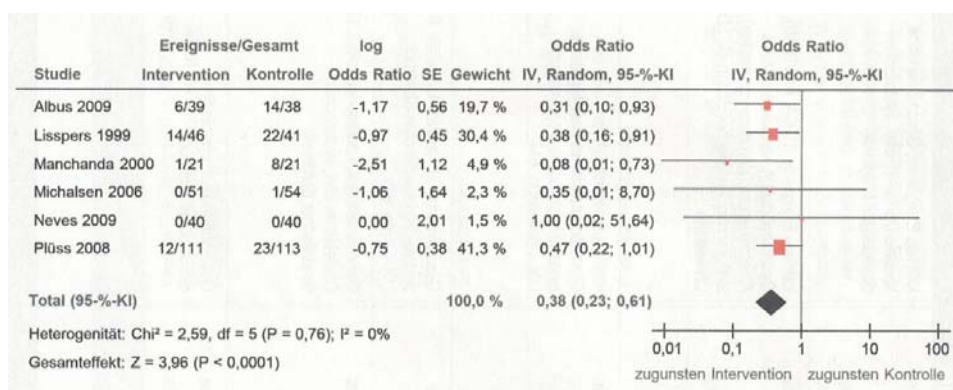 Ereignisse/Gesamt log Odds Ratio Odds Ratio
Studie Intervention Kontrolle Odds Ratio SE Gewicht IV, Random, 95-%-KI IV, Random, 95-%-KI
Albus 2009 6/39 14/38 -1,17 0,56 19,7 % 0,31 (0,10; 0,93)
Lisspers 1999 14/46 22/41 -0,97 0,45 30,4 % 0,38 (0,16; 0,91)
Manchanda 2000 1/21 8/21 -2,51 1,12 4,9 % 0,08 (0,01; 0,73)
Michalsen 2006 0/51 1/54 -1,06 1,64 2,3 % 0,35 (0,01; 8,70)
Neves 2009 0/40 0/40 0,00 2,01 1,5 % 1,00 (0,02; 51,64)
Plüss 2008 12/111 23/113 -0,75 0,38 41,3 % 0,47 (0,22; 1,01)
Total (95-%-KI) 100,0 % 0,38 (0,23; 0,61)
Heterogenität: Chi² = 2,59, df = 5 (P = 0,76); I² = 0%
Gesamteffekt: Z = 3,96 (P < 0,0001)
0,01 0,1 1 10 100
zugunsten Intervention zugunsten Kontrolle